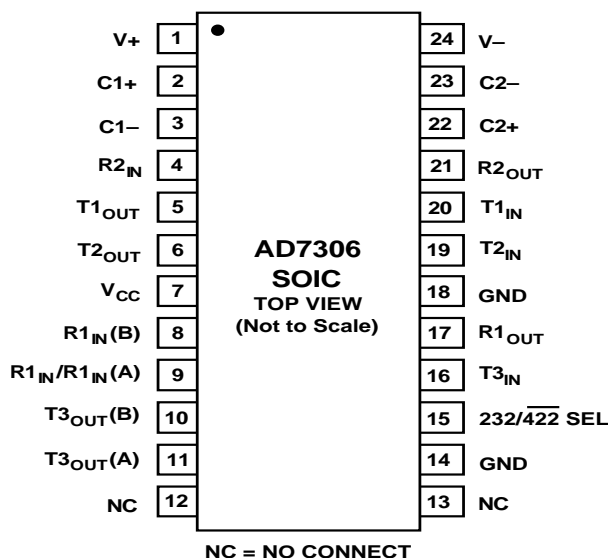 V+ 1 24 V–
C1+ 2 23 C2–
C1– 3 22 C2+
R2IN 4 21 R2OUT
T1OUT 5 20 T1IN
T2OUT 6 19 T2IN
VCC 7 18 GND
R1IN(B) 8 17 R1OUT
R1IN/R1IN(A) 9 16 T3IN
T3OUT(B) 10 15 232/4̅2̅2̅ SEL
T3OUT(A) 11 14 GND
NC 12 13 NC
AD7306
SOIC
TOP VIEW
(Not to Scale)
NC = NO CONNECT